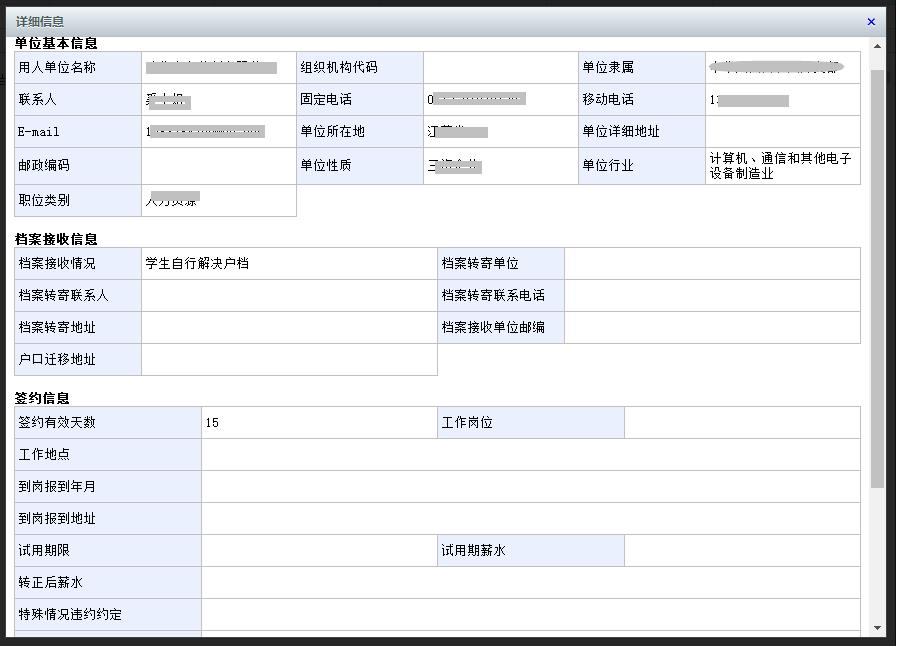 详细信息
单位基本信息
用人单位名称 组织机构代码 单位隶属
联系人 固定电话 0 移动电话 1
E-mail 1 单位所在地 单位详细地址
邮政编码 单位性质 单位行业 计算机、通信和其他电子
设备制造业
职位类别
档案接收信息
档案接收情况 学生自行解决户档 档案转寄单位
档案转寄联系人 档案转寄联系电话
档案转寄地址 档案接收单位邮编
户口迁移地址
签约信息
签约有效天数 15 工作岗位
工作地点
到岗报到年月
到岗报到地址
试用期限 试用期薪水
转正后薪水
特殊情况违约约定